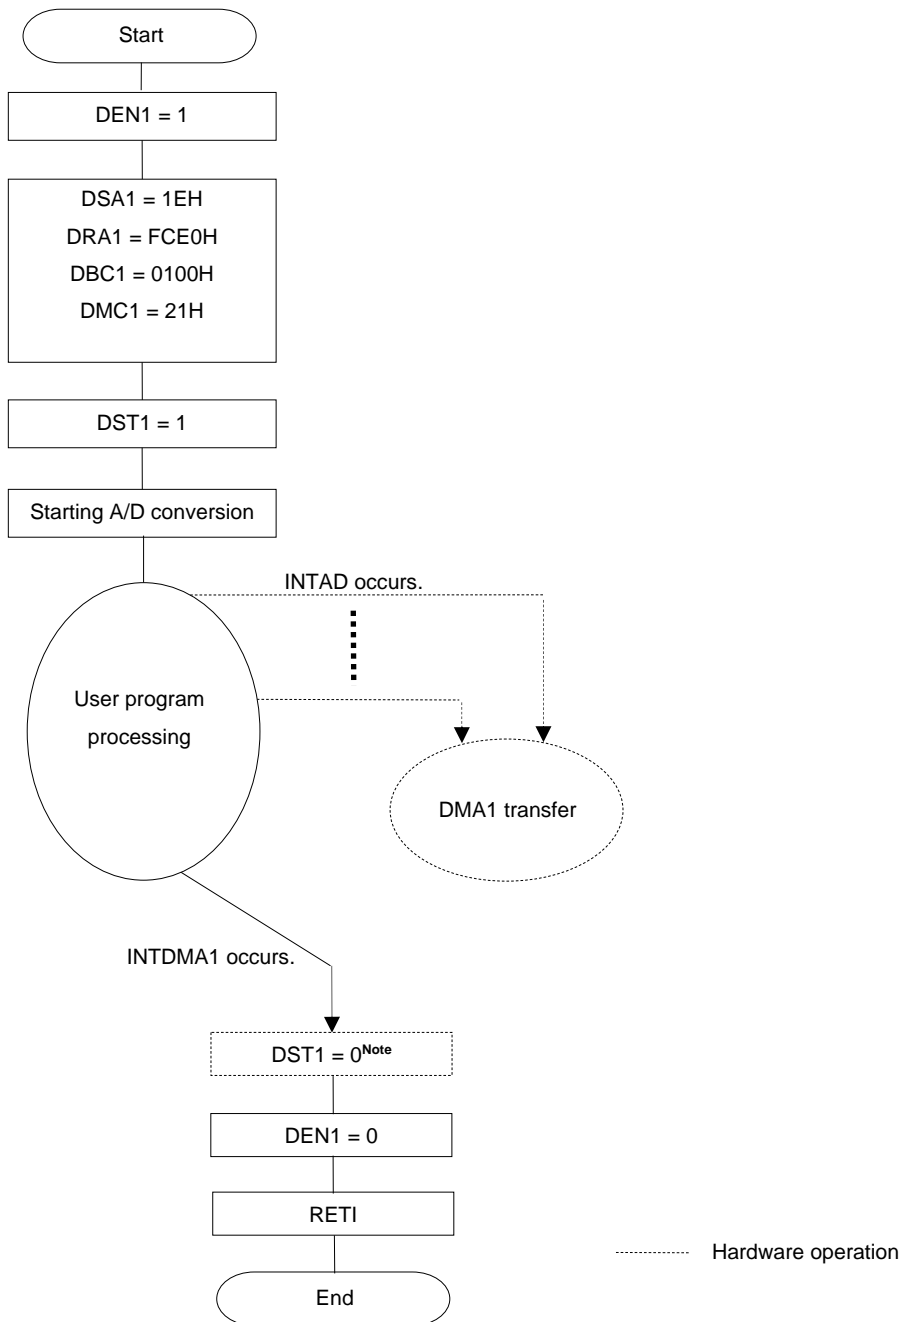 Start
DEN1 = 1
DSA1 = 1EH
DRA1 = FCE0H
DBC1 = 0100H
DMC1 = 21H
DST1 = 1
Starting A/D conversion
INTAD occurs.
User program
processing
DMA1 transfer
INTDMA1 occurs.
DST1 = 0Note
DEN1 = 0
RETI
Hardware operation
End